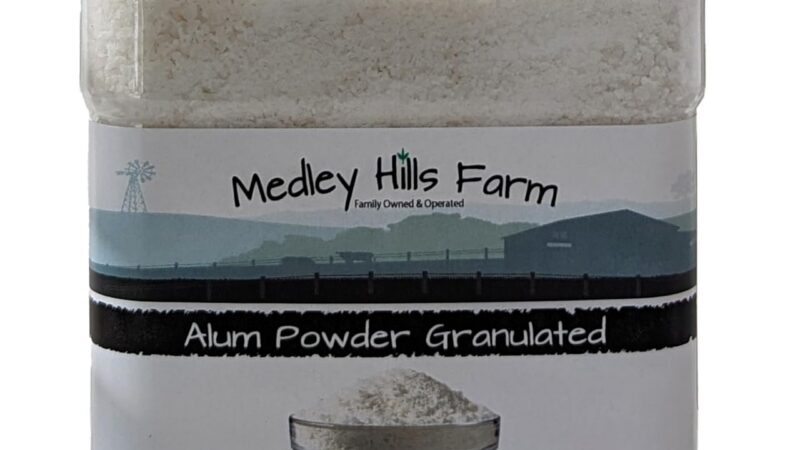 Medley Hills Farm
Family Owned & Operated
Alum Powder Granulated